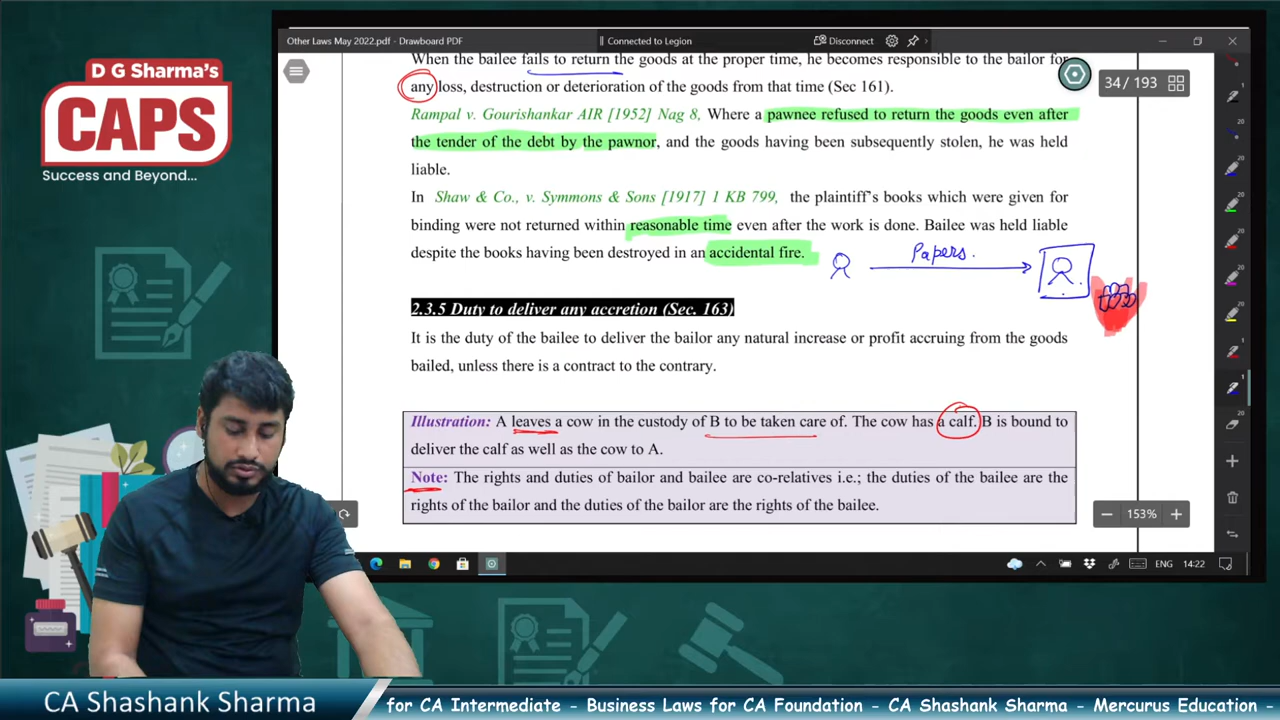 D G Sharma's
CAPS
Success and Beyond...
Other Laws May 2022.pdf - Drawboard PDF
Connected to Legion
Disconnect
34 / 193
When the bailee fails to return the goods at the proper time, he becomes responsible to the bailor for
any loss, destruction or deterioration of the goods from that time (Sec 161).
Rampal v. Gourishankar AIR [1952] Nag 8, Where a pawnee refused to return the goods even after
the tender of the debt by the pawnor, and the goods having been subsequently stolen, he was held
liable.
In Shaw & Co., v. Symmons & Sons [1917] 1 KB 799, the plaintiff's books which were given for
binding were not returned within reasonable time even after the work is done. Bailee was held liable
despite the books having been destroyed in an accidental fire.
Papers.
2.3.5 Duty to deliver any accretion (Sec. 163)
It is the duty of the bailee to deliver the bailor any natural increase or profit accruing from the goods
bailed, unless there is a contract to the contrary.
Illustration: A leaves a cow in the custody of B to be taken care of. The cow has a calf. B is bound to
deliver the calf as well as the cow to A.
Note: The rights and duties of bailor and bailee are co-relatives i.e.; the duties of the bailee are the
rights of the bailor and the duties of the bailor are the rights of the bailee.
153%
ENG 14:22
CA Shashank Sharma
for CA Intermediate - Business Laws for CA Foundation - CA Shashank Sharma - Mercurus Education -